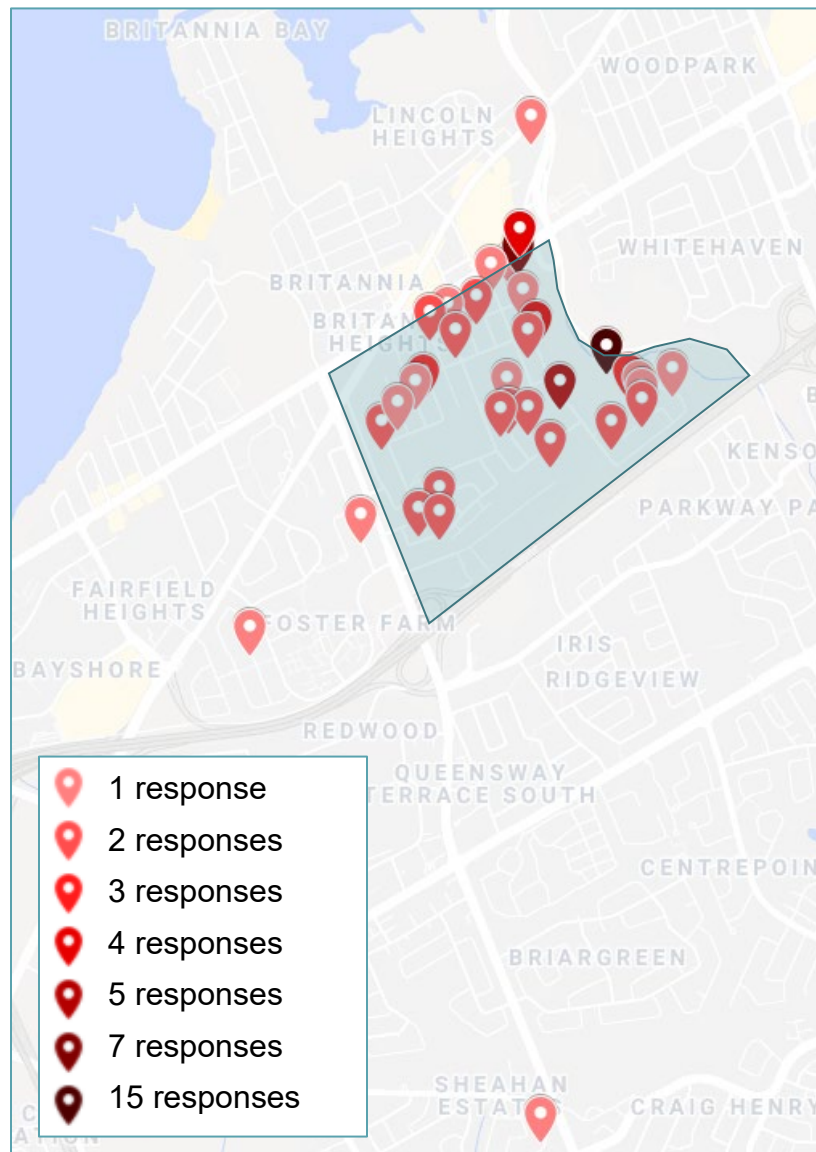 BRITANNIA BAY
WOODPARK
LINCOLN
HEIGHTS
WHITEHAVEN
BRITANNIA
HEIGHTS
KENSO
PARKWAY PA
FAIRFIELD
HEIGHTS
FOSTER FARM
IRIS
BAYSHORE
RIDGEVIEW
REDWOOD
QUEENSWAY
TERRACE SOUTH
1 response
2 responses
CENTREPOIN
3 responses
4 responses
BRIARGREEN
5 responses
7 responses
SHEAHAN
15 responses
CRAIG HENRY